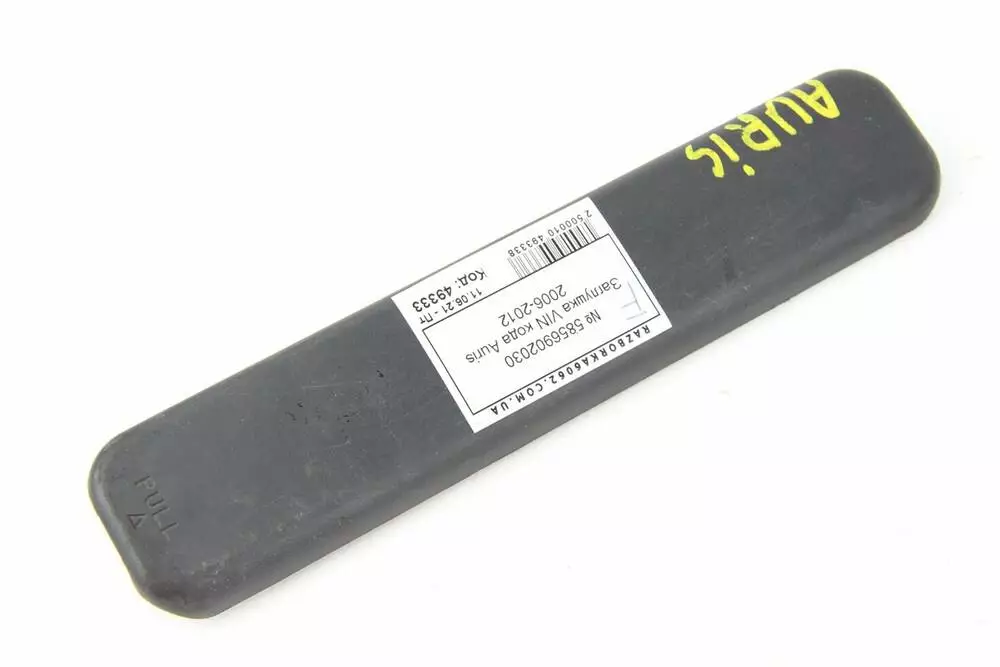 AURiS
RAZBORKA6062.COM.UA
№ 5856902030
Заглушка VIN кода Auris
2006-2012
11.06.21 - Пт
Код: 49333
2 500010 493338
PULL